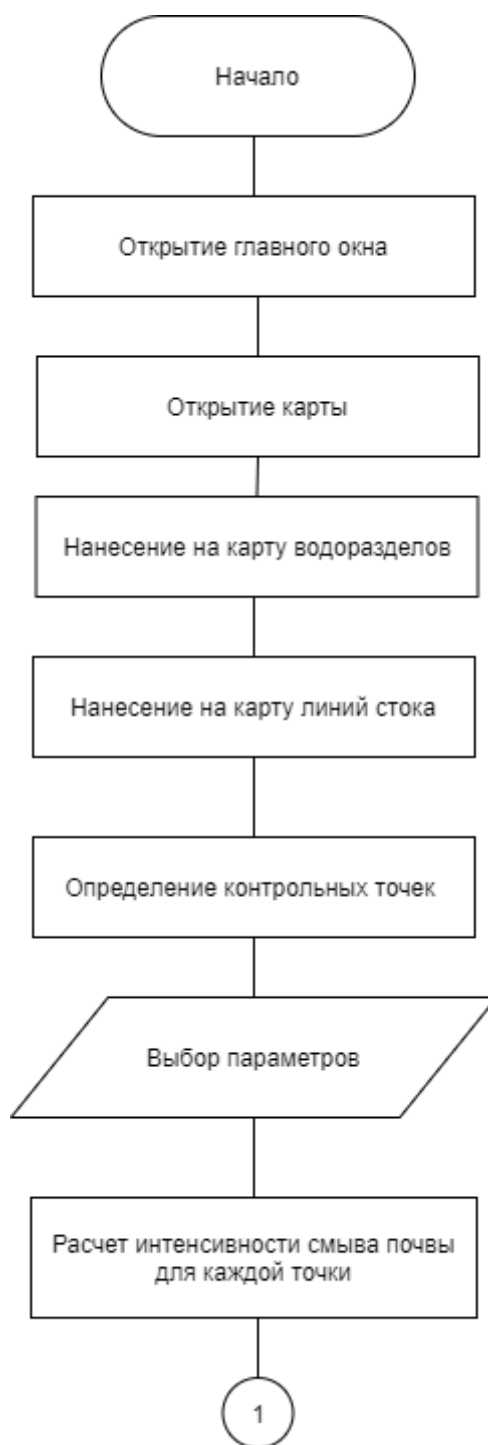 Начало
Открытие главного окна
Открытие карты
Нанесение на карту водоразделов
Нанесение на карту линий стока
Определение контрольных точек
Выбор параметров
Расчет интенсивности смыва почвы
для каждой точки
1